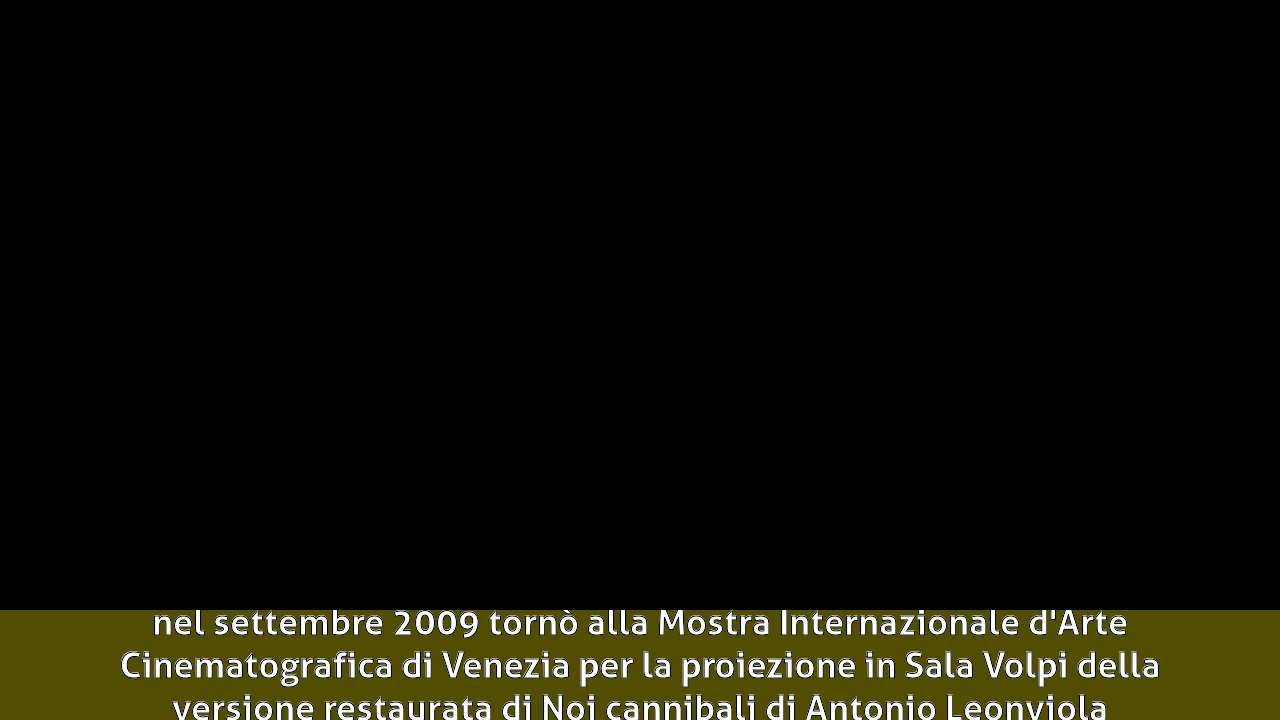 nel settembre 2009 tornò alla Mostra Internazionale d'Arte
Cinematografica di Venezia per la proiezione in Sala Volpi della
versione restaurata di Noi cannibali di Antonio Leonviola